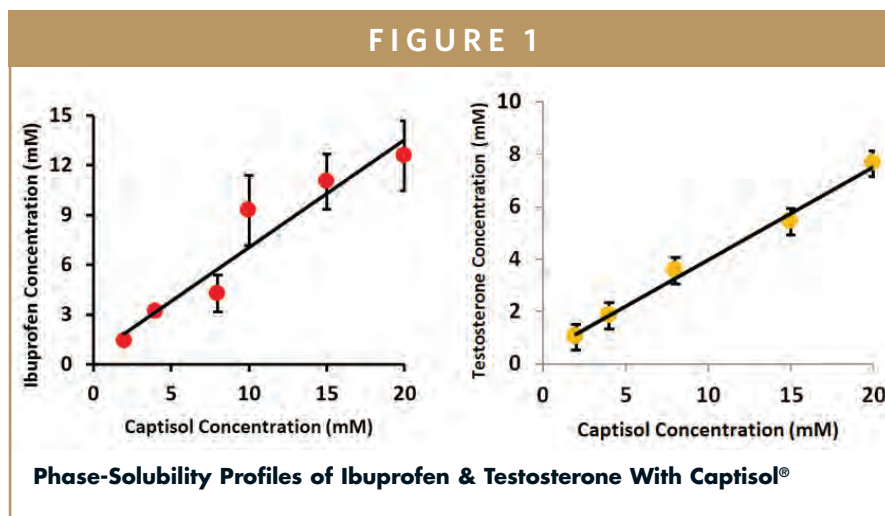 FIGURE 1
Ibuprofen Concentration (mM)
15
12
9
6
3
0
0 5 10 15 20
Captisol Concentration (mM)
Testosterone Concentration (mM)
10
8
6
4
2
0
0 5 10 15 20
Captisol Concentration (mM)
Phase-Solubility Profiles of Ibuprofen & Testosterone With Captisol®